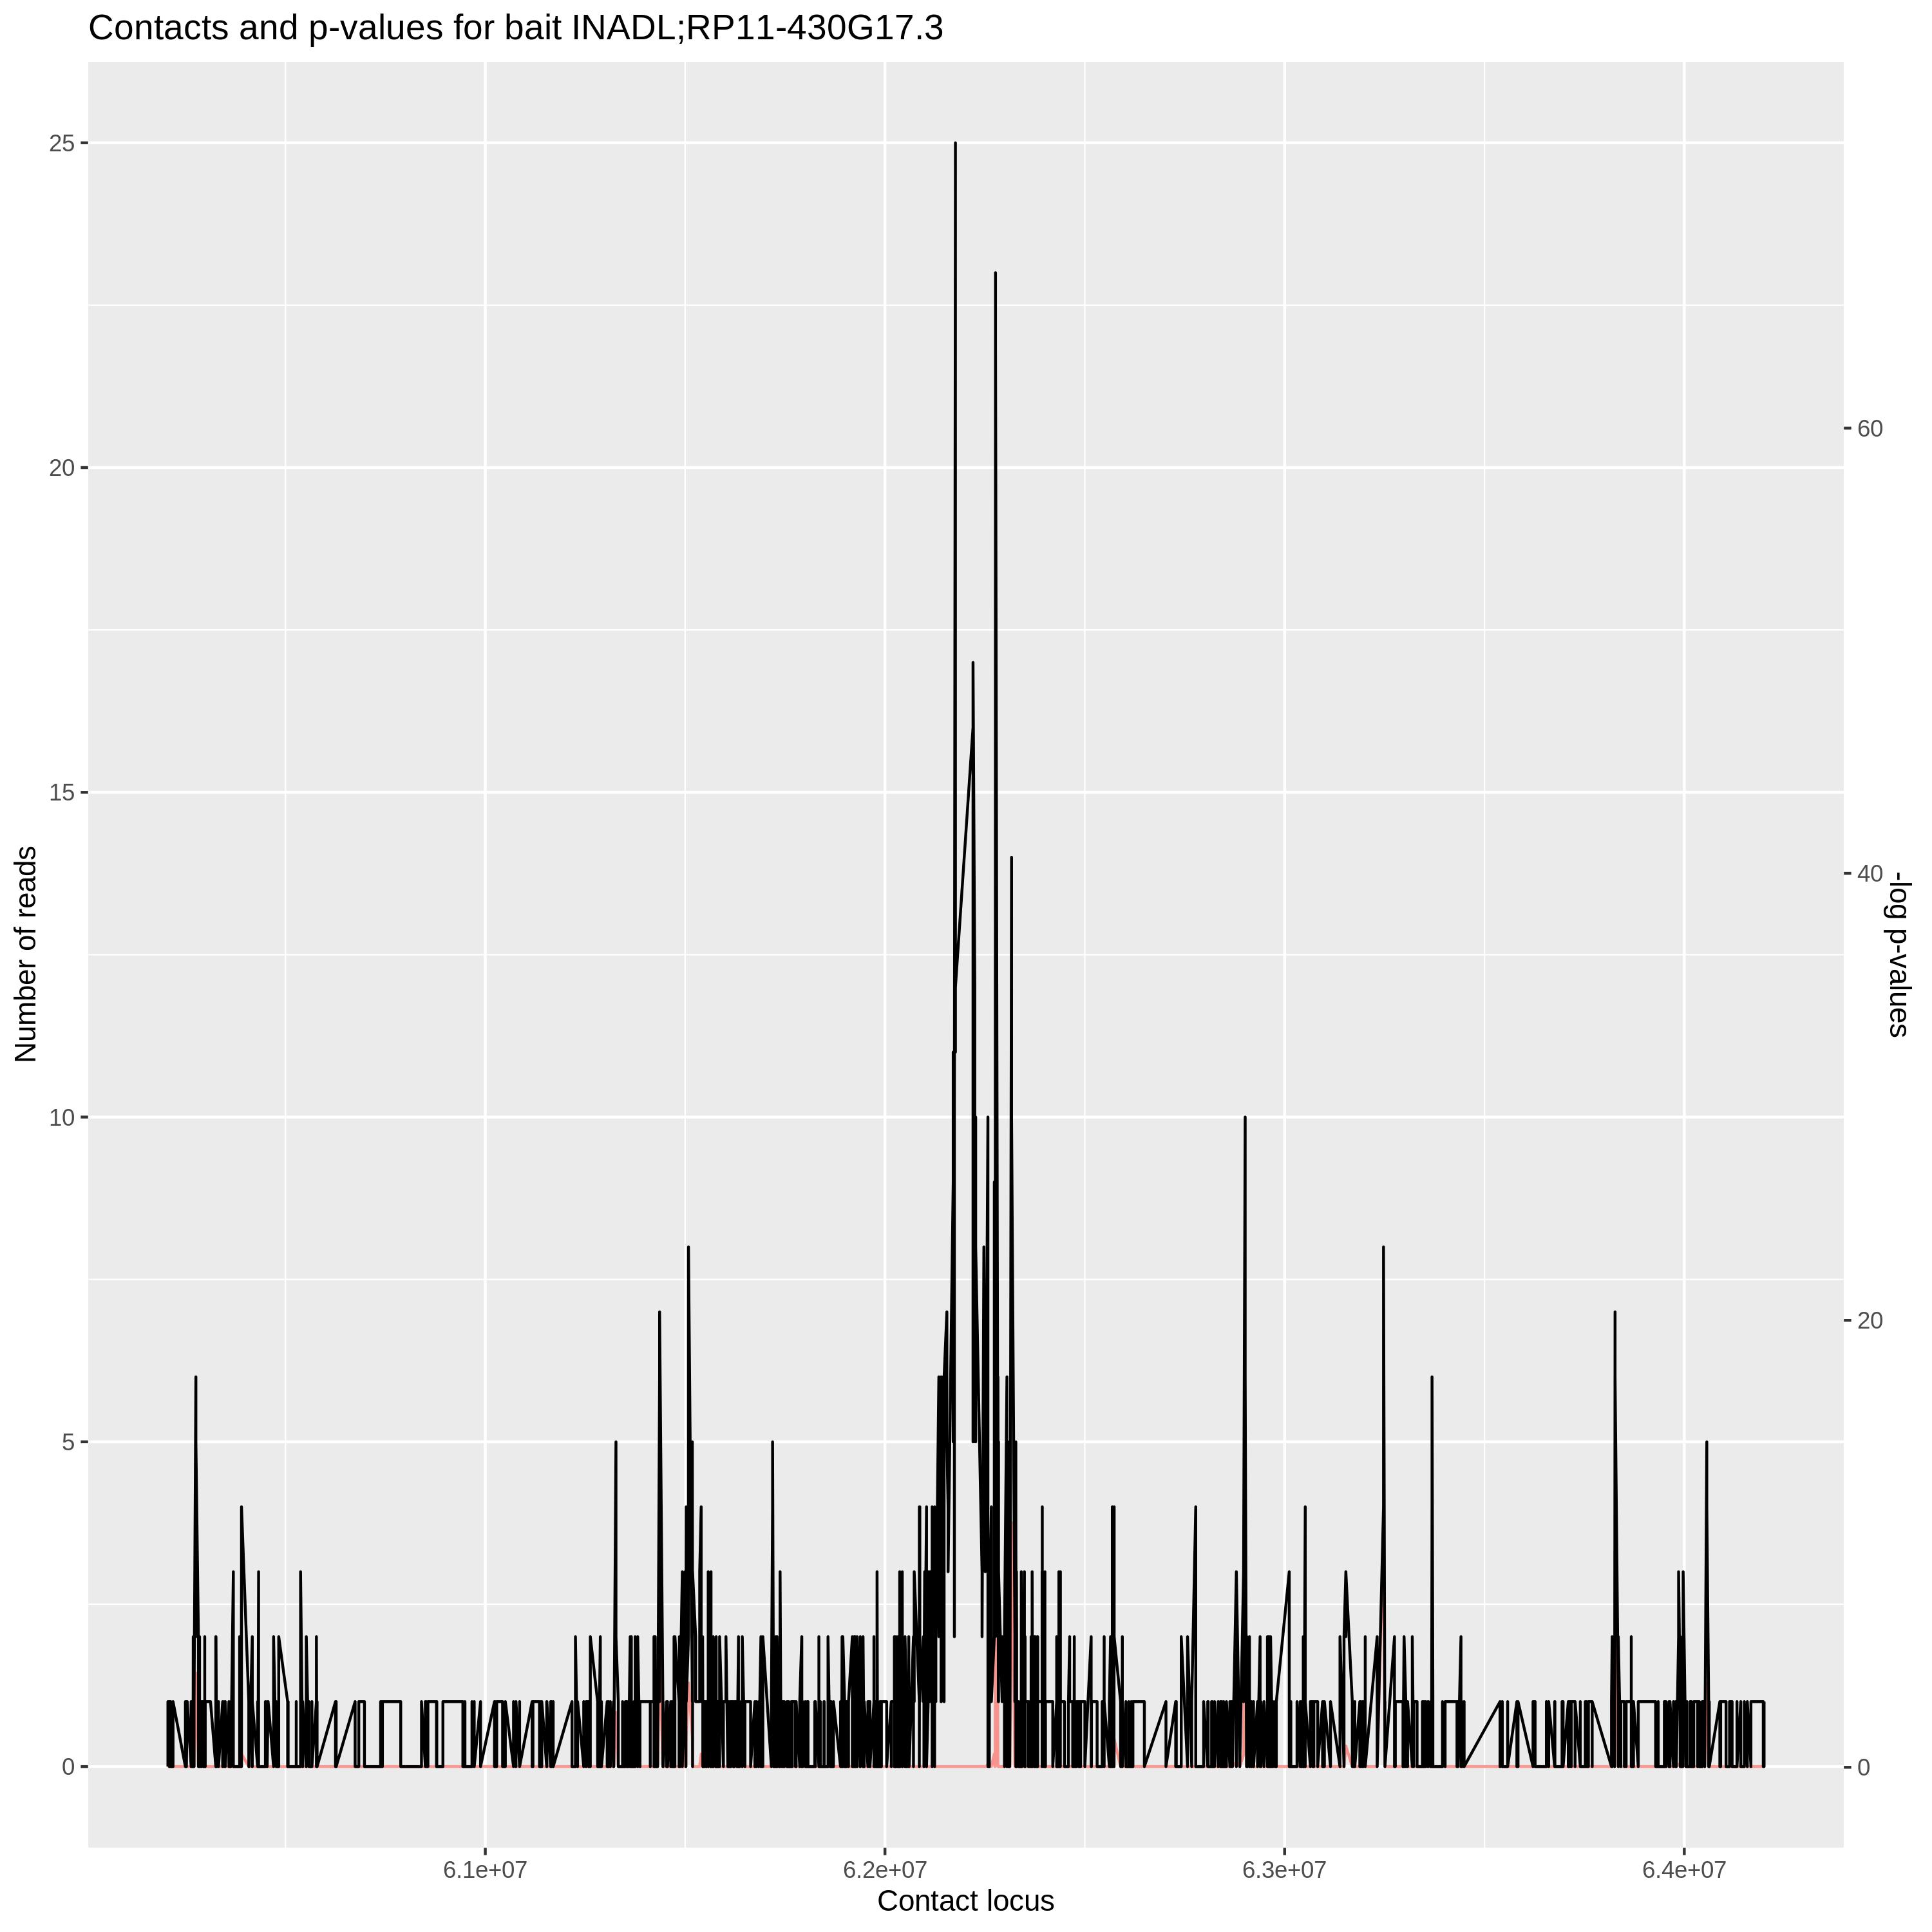 Contacts and p-values for bait INADL;RP11-430G17.3
25
20
15
10
5
0
Number of reads
60
40
20
0
-log p-values
6.1e+07 6.2e+07 6.3e+07 6.4e+07
Contact locus